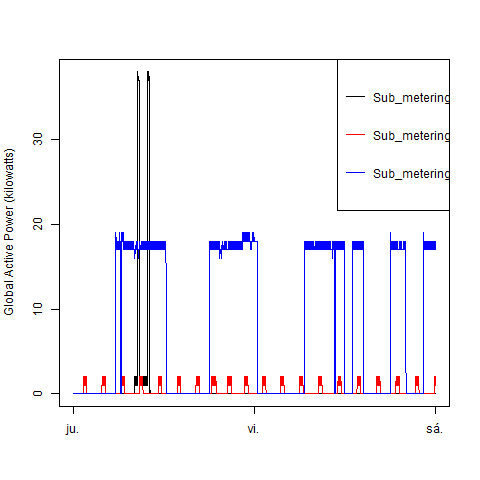 Global Active Power (kilowatts)
30
20
10
0
Sub_metering
Sub_metering
Sub_metering
ju.
vi.
sá.